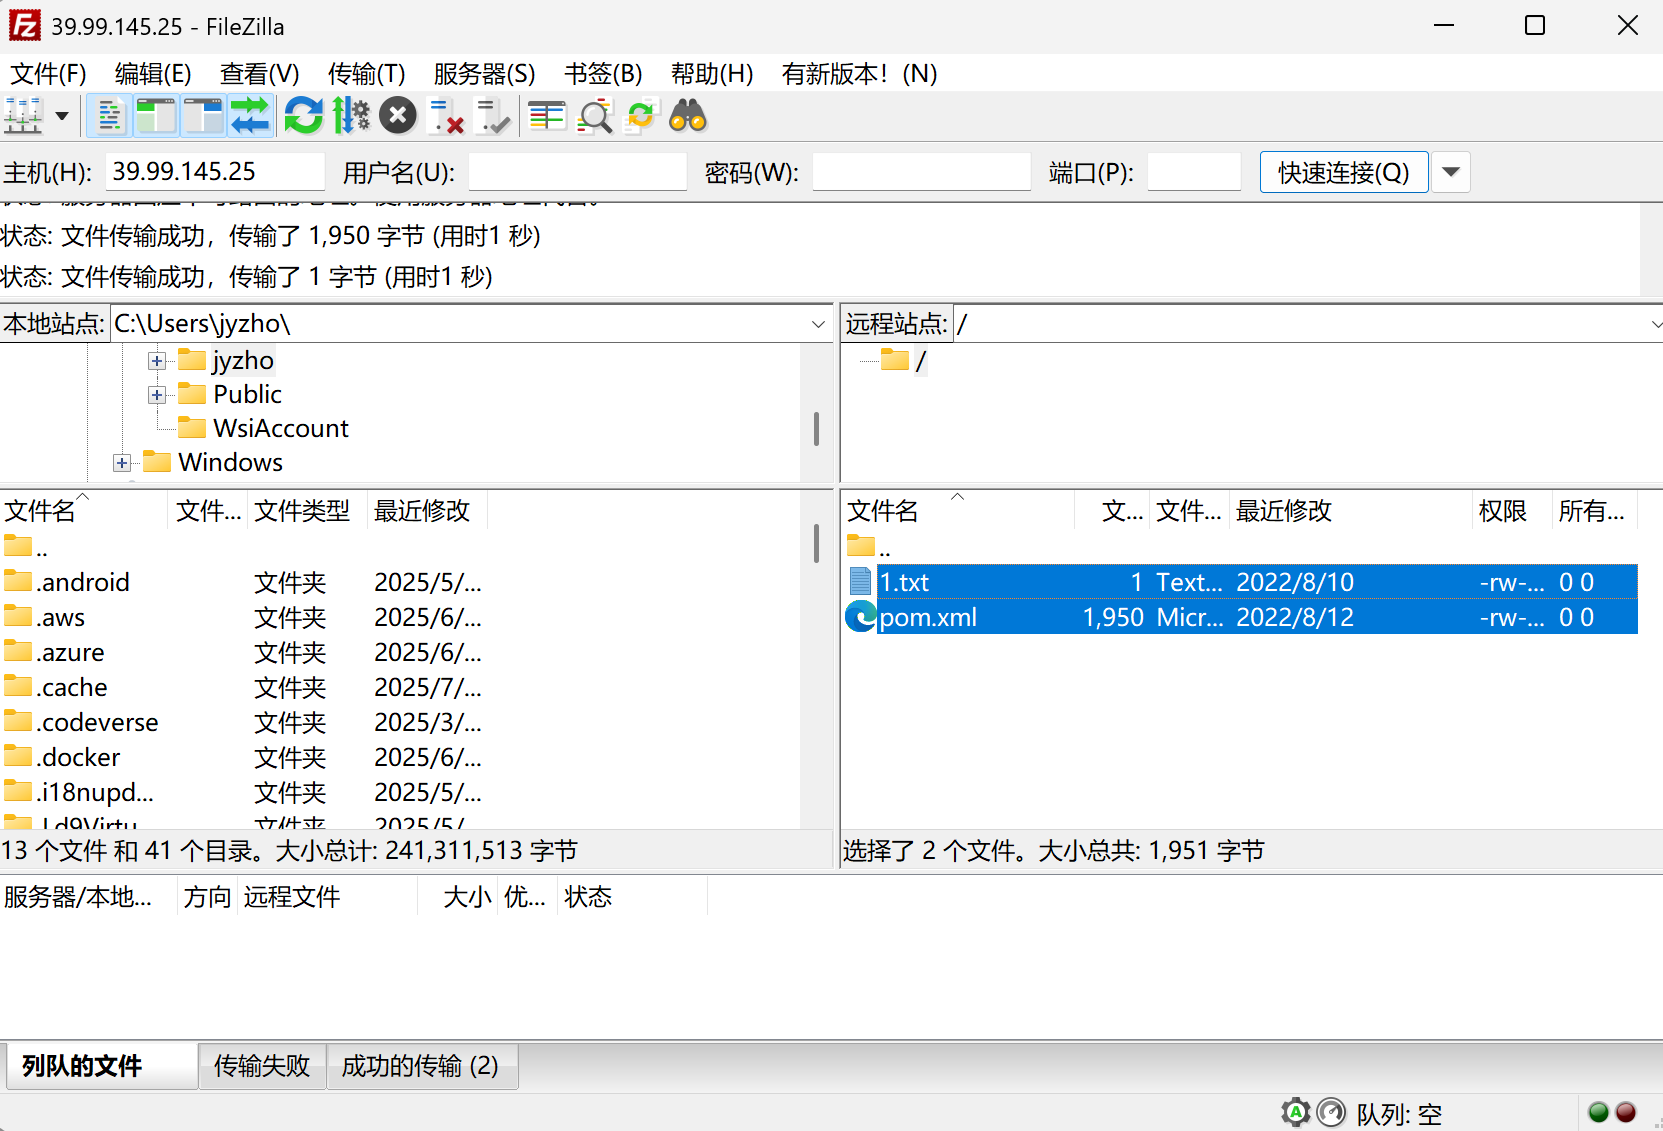 39.99.145.25 - FileZilla
文件(F) 编辑(E) 查看(V) 传输(T) 服务器(S) 书签(B) 帮助(H) 有新版本！(N)
主机(H): 39.99.145.25 用户名(U): 密码(W): 端口(P): 快速连接(Q)
状态: 文件传输成功，传输了 1,950 字节 (用时1 秒)
状态: 文件传输成功，传输了 1 字节 (用时1 秒)
本地站点: C:\Users\jyzho\
jyzho
Public
WsiAccount
Windows
远程站点: /
/
文件名 文件... 文件类型 最近修改
..
.android 文件夹 2025/5/...
.aws 文件夹 2025/6/...
.azure 文件夹 2025/6/...
.cache 文件夹 2025/7/...
.codeverse 文件夹 2025/3/...
.docker 文件夹 2025/6/...
.i18nupd... 文件夹 2025/5/...
.Ld9Virtu 文件夹 2025/5/
13 个文件 和 41 个目录。大小总计: 241,311,513 字节
文件名 文... 文件... 最近修改 权限 所有...
..
1.txt 1 Text... 2022/8/10 -rw-... 0 0
pom.xml 1,950 Micr... 2022/8/12 -rw-... 0 0
选择了 2 个文件。大小总共: 1,951 字节
服务器/本地... 方向 远程文件 大小 优... 状态
列队的文件 传输失败 成功的传输 (2)
队列: 空